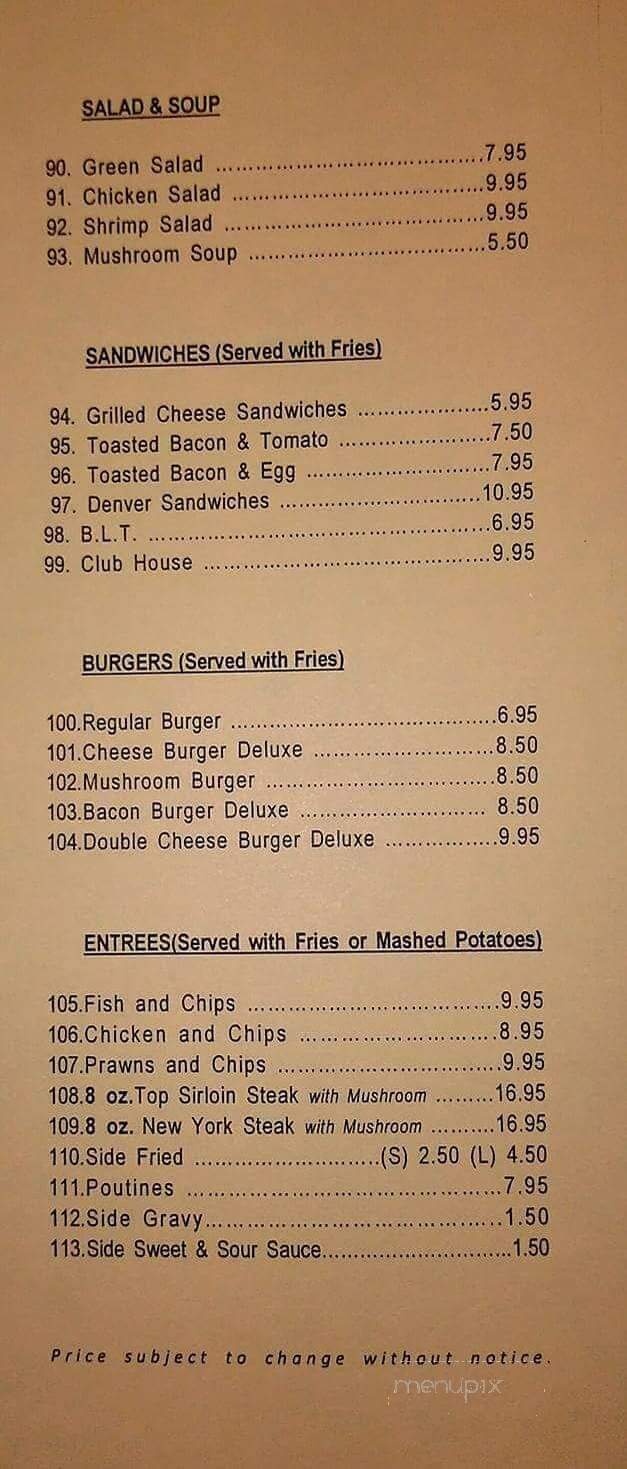 SALAD & SOUP
90. Green Salad ........................................7.95
91. Chicken Salad ......................................9.95
92. Shrimp Salad .......................................9.95
93. Mushroom Soup ....................................5.50
SANDWICHES (Served with Fries)
94. Grilled Cheese Sandwiches ....................5.95
95. Toasted Bacon & Tomato .......................7.50
96. Toasted Bacon & Egg ............................7.95
97. Denver Sandwiches ..............................10.95
98. B.L.T. ...................................................6.95
99. Club House ...........................................9.95
BURGERS (Served with Fries)
100.Regular Burger .......................................6.95
101.Cheese Burger Deluxe ...........................8.50
102.Mushroom Burger ..................................8.50
103.Bacon Burger Deluxe ............................ 8.50
104.Double Cheese Burger Deluxe .................9.95
ENTREES(Served with Fries or Mashed Potatoes)
105.Fish and Chips ......................................9.95
106.Chicken and Chips .............................8.95
107.Prawns and Chips .................................9.95
108.8 oz.Top Sirloin Steak with Mushroom .........16.95
109.8 oz. New York Steak with Mushroom ..........16.95
110.Side Fried ...........................(S) 2.50 (L) 4.50
111.Poutines ...............................................7.95
112.Side Gravy............................................1.50
113.Side Sweet & Sour Sauce.............................1.50
Price subject to change without notice.
menupix